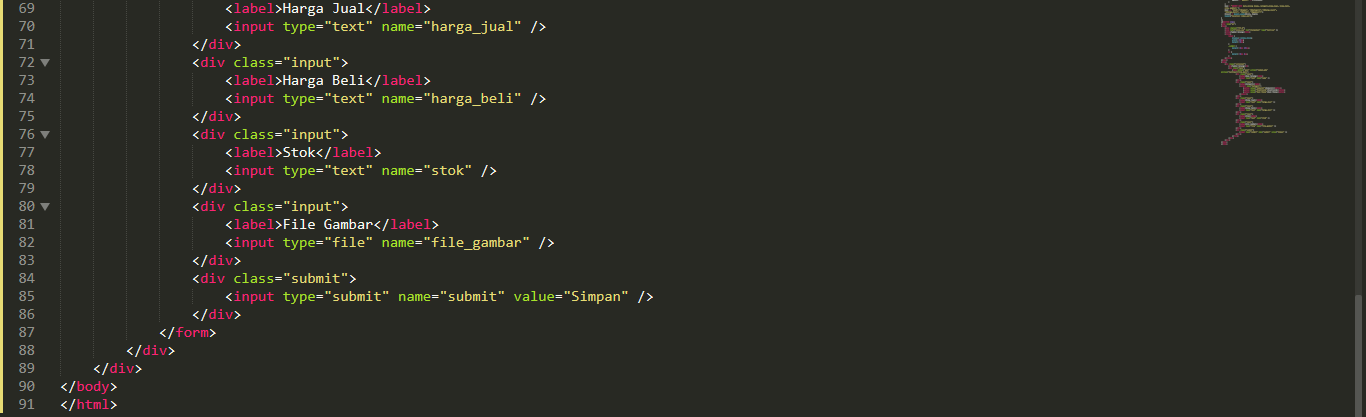 69 <label>Harga Jual</label>
70 <input type="text" name="harga_jual" />
71 </div>
72 <div class="input">
73 <label>Harga Beli</label>
74 <input type="text" name="harga_beli" />
75 </div>
76 <div class="input">
77 <label>Stok</label>
78 <input type="text" name="stok" />
79 </div>
80 <div class="input">
81 <label>File Gambar</label>
82 <input type="file" name="file_gambar" />
83 </div>
84 <div class="submit">
85 <input type="submit" name="submit" value="Simpan" />
86 </div>
87 </form>
88 </div>
89 </div>
90 </body>
91 </html>